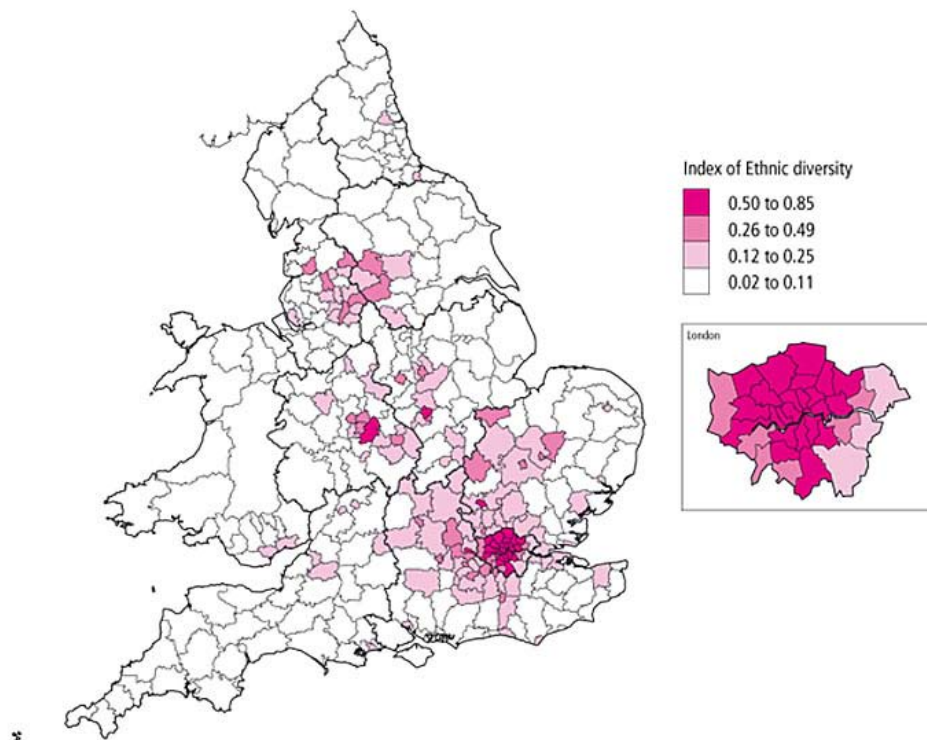 Index of Ethnic diversity
0.50 to 0.85
0.26 to 0.49
0.12 to 0.25
0.02 to 0.11
London